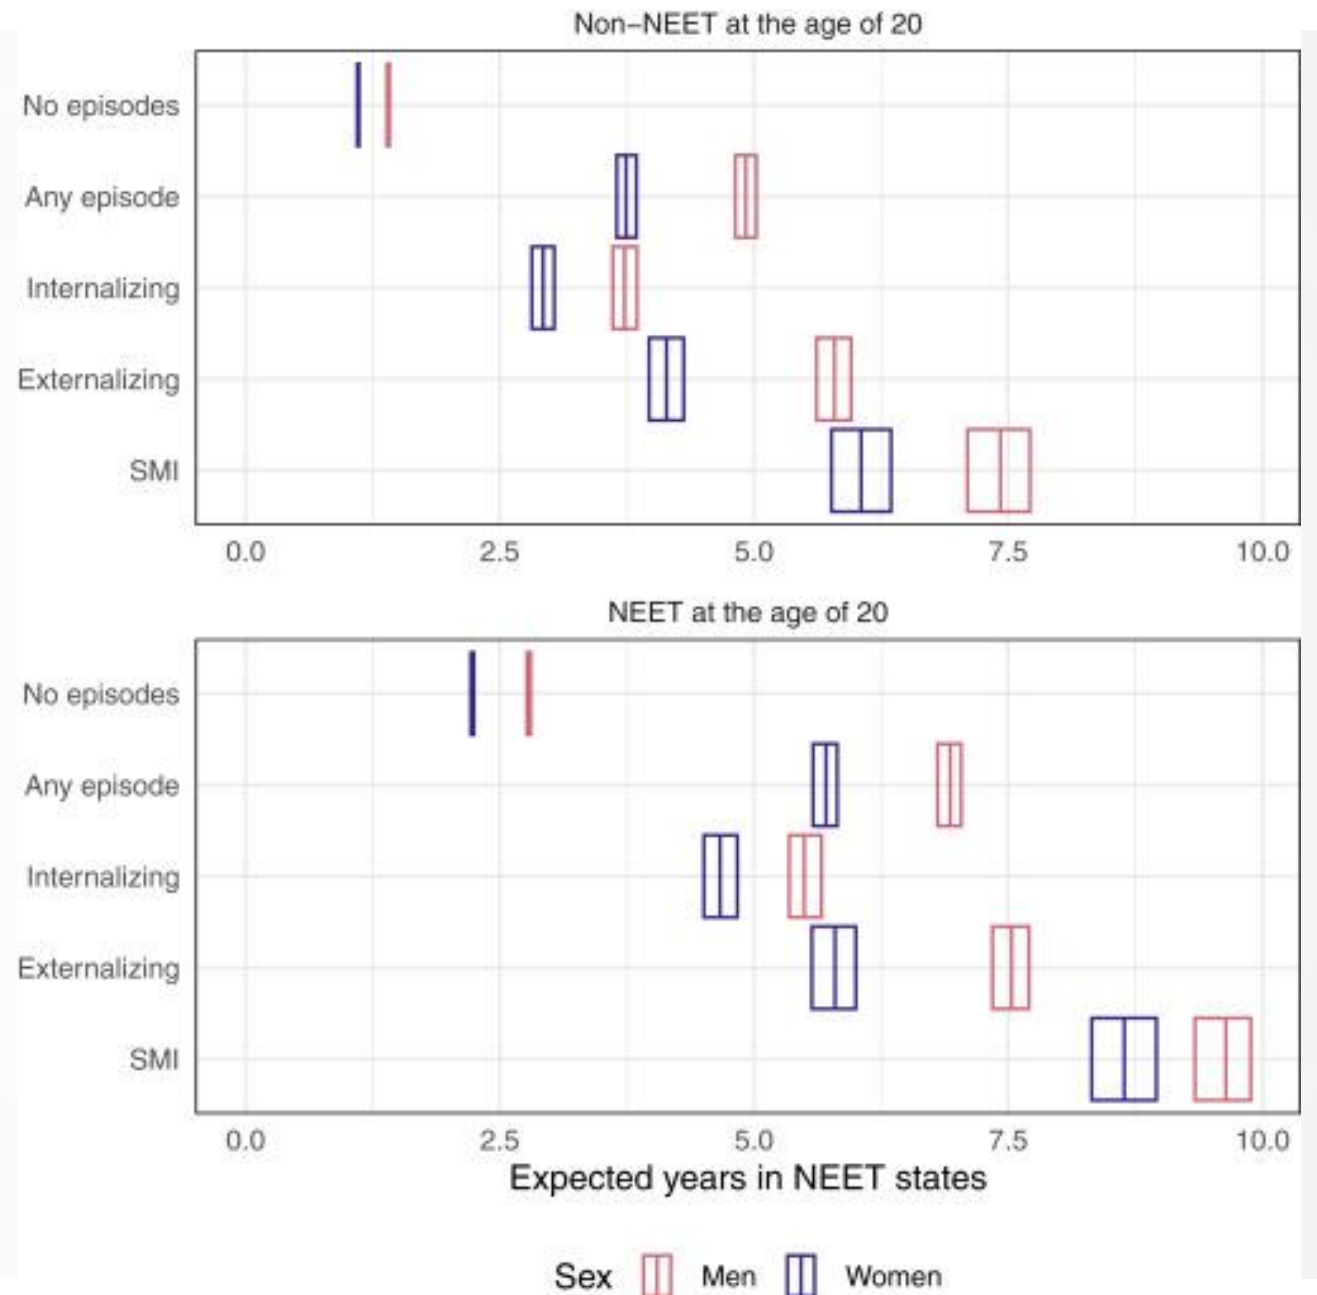 Non−NEET at the age of 20
No episodes
Any episode
Internalizing
Externalizing
SMI
0.0 2.5 5.0 7.5 10.0
NEET at the age of 20
No episodes
Any episode
Internalizing
Externalizing
SMI
0.0 2.5 5.0 7.5 10.0
Expected years in NEET states
Sex Men Women